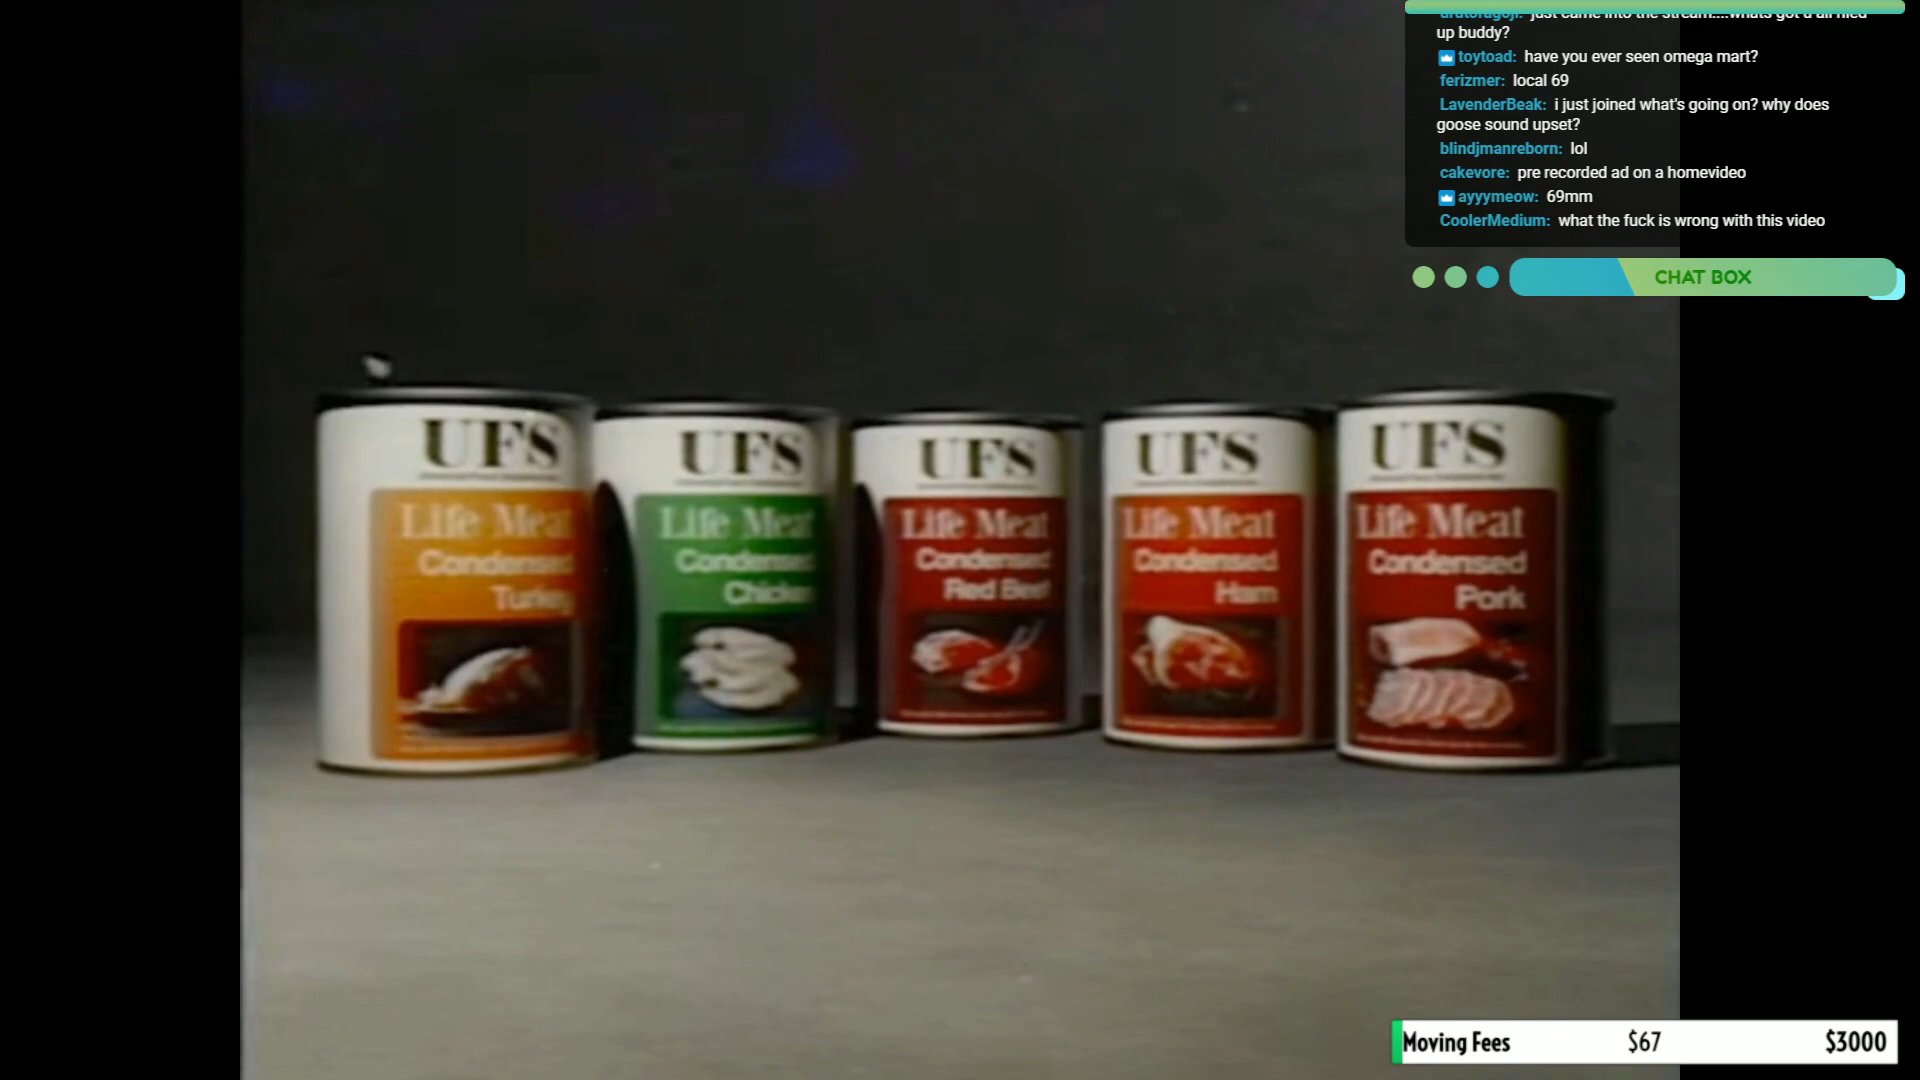 up buddy?
toytoad: have you ever seen omega mart?
ferizmer: local 69
LavenderBeak: i just joined what's going on? why does
goose sound upset?
blindjmanreborn: lol
cakevore: pre recorded ad on a homevideo
ayyymeow: 69mm
CoolerMedium: what the fuck is wrong with this video
CHAT BOX
UFS
Life Meat
Condensed
Turkey
UFS
Life Meat
Condensed
Chicken
UFS
Life Meat
Condensed
Red Beef
UFS
Life Meat
Condensed
Ham
UFS
Life Meat
Condensed
Pork
Moving Fees $67 $3000